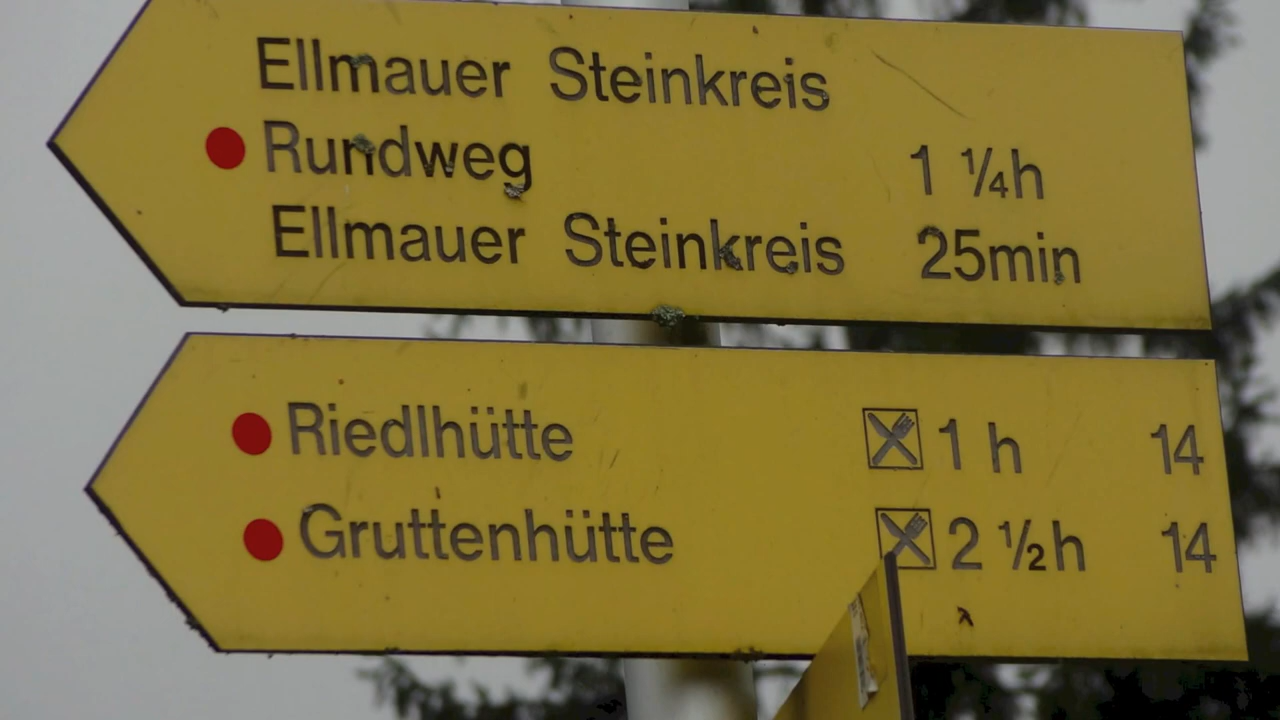 Ellmauer Steinkreis
Rundweg 1 ¼h
Ellmauer Steinkreis 25min
Riedlhütte 1 h 14
Gruttenhütte 2 ½h 14